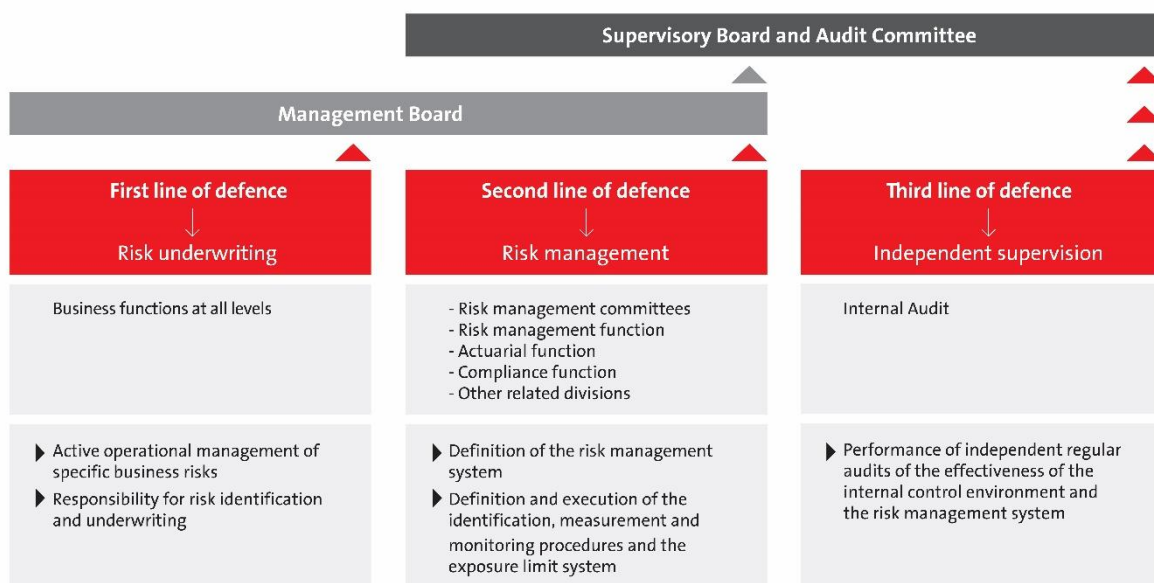 Supervisory Board and Audit Committee
Management Board
First line of defence
Risk underwriting
Second line of defence
Risk management
Third line of defence
Independent supervision
Business functions at all levels
- Risk management committees
- Risk management function
- Actuarial function
- Compliance function
- Other related divisions
Internal Audit
Active operational management of
specific business risks
Responsibility for risk identification
and underwriting
Definition of the risk management
system
Definition and execution of the
identification, measurement and
monitoring procedures and the
exposure limit system
Performance of independent regular
audits of the effectiveness of the
internal control environment and
the risk management system